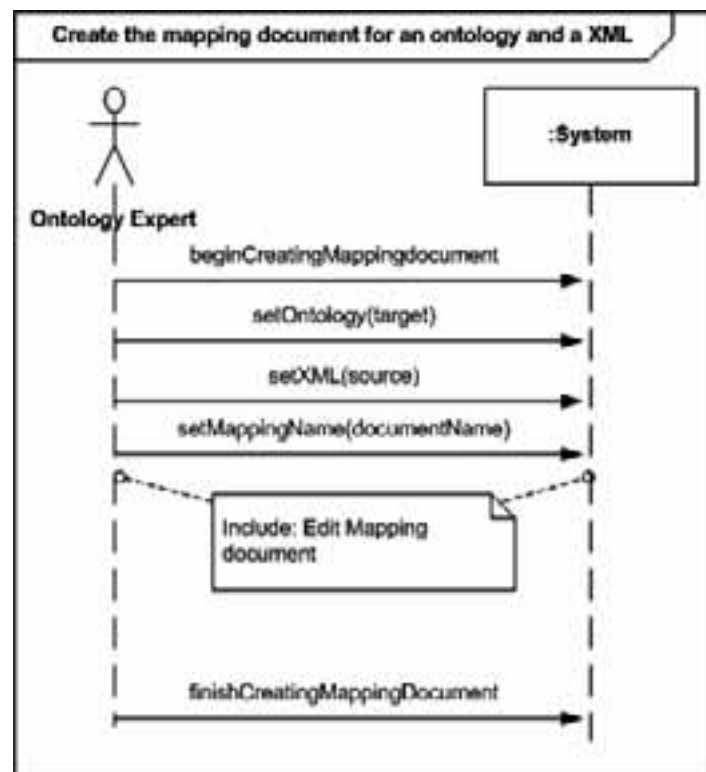 Create the mapping document for an ontology and a XML
:System
Ontology Expert
beginCreatingMappingdocument
setOntology(target)
setXML(source)
setMappingName(documentName)
Include: Edit Mapping
document
finishCreatingMappingDocument